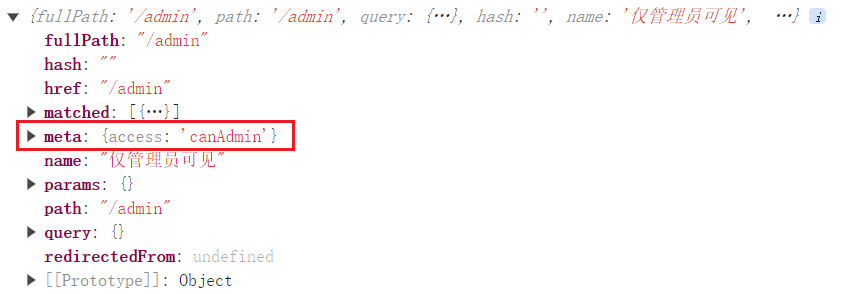 ▼ {fullPath: '/admin', path: '/admin', query: {…}, hash: '', name: '仅管理员可见', …} i
fullPath: "/admin"
hash: ""
href: "/admin"
▶ matched: [{…}]
▶ meta: {access: 'canAdmin'}
name: "仅管理员可见"
▶ params: {}
path: "/admin"
▶ query: {}
redirectedFrom: undefined
▶ [[Prototype]]: Object